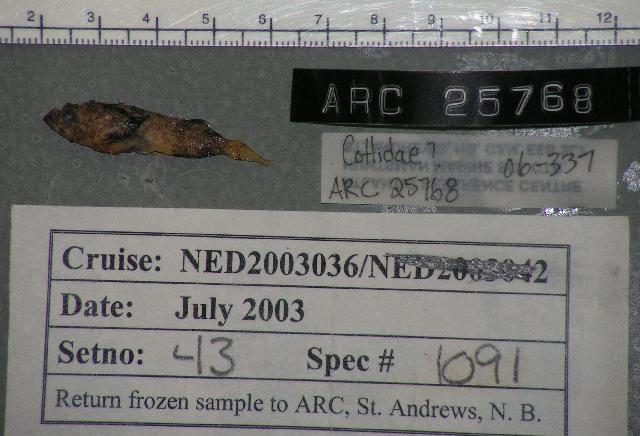 2 3 4 5 6 7 8 9 10 11 12
ARC 25768
Cottidae? 06-337
ARC 25768
Cruise: NED2003036/NED2003042
Date: July 2003
Setno: 43 Spec # 1091
Return frozen sample to ARC, St. Andrews, N. B.